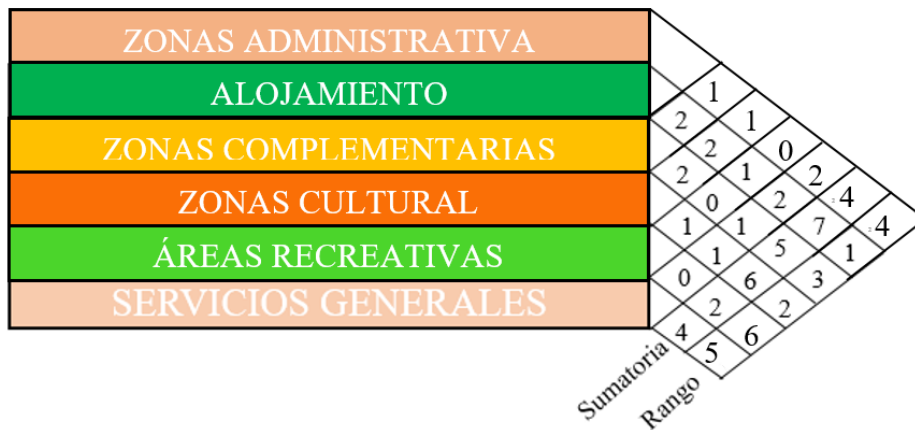 ZONAS ADMINISTRATIVA
ALOJAMIENTO
ZONAS COMPLEMENTARIAS
ZONAS CULTURAL
ÁREAS RECREATIVAS
SERVICIOS GENERALES
1
2 1
2 0
2 1 2
0 2 4
1 1 7 4
1 5 1
0 6 3
2 2
4 6
5
Sumatoria
Rango